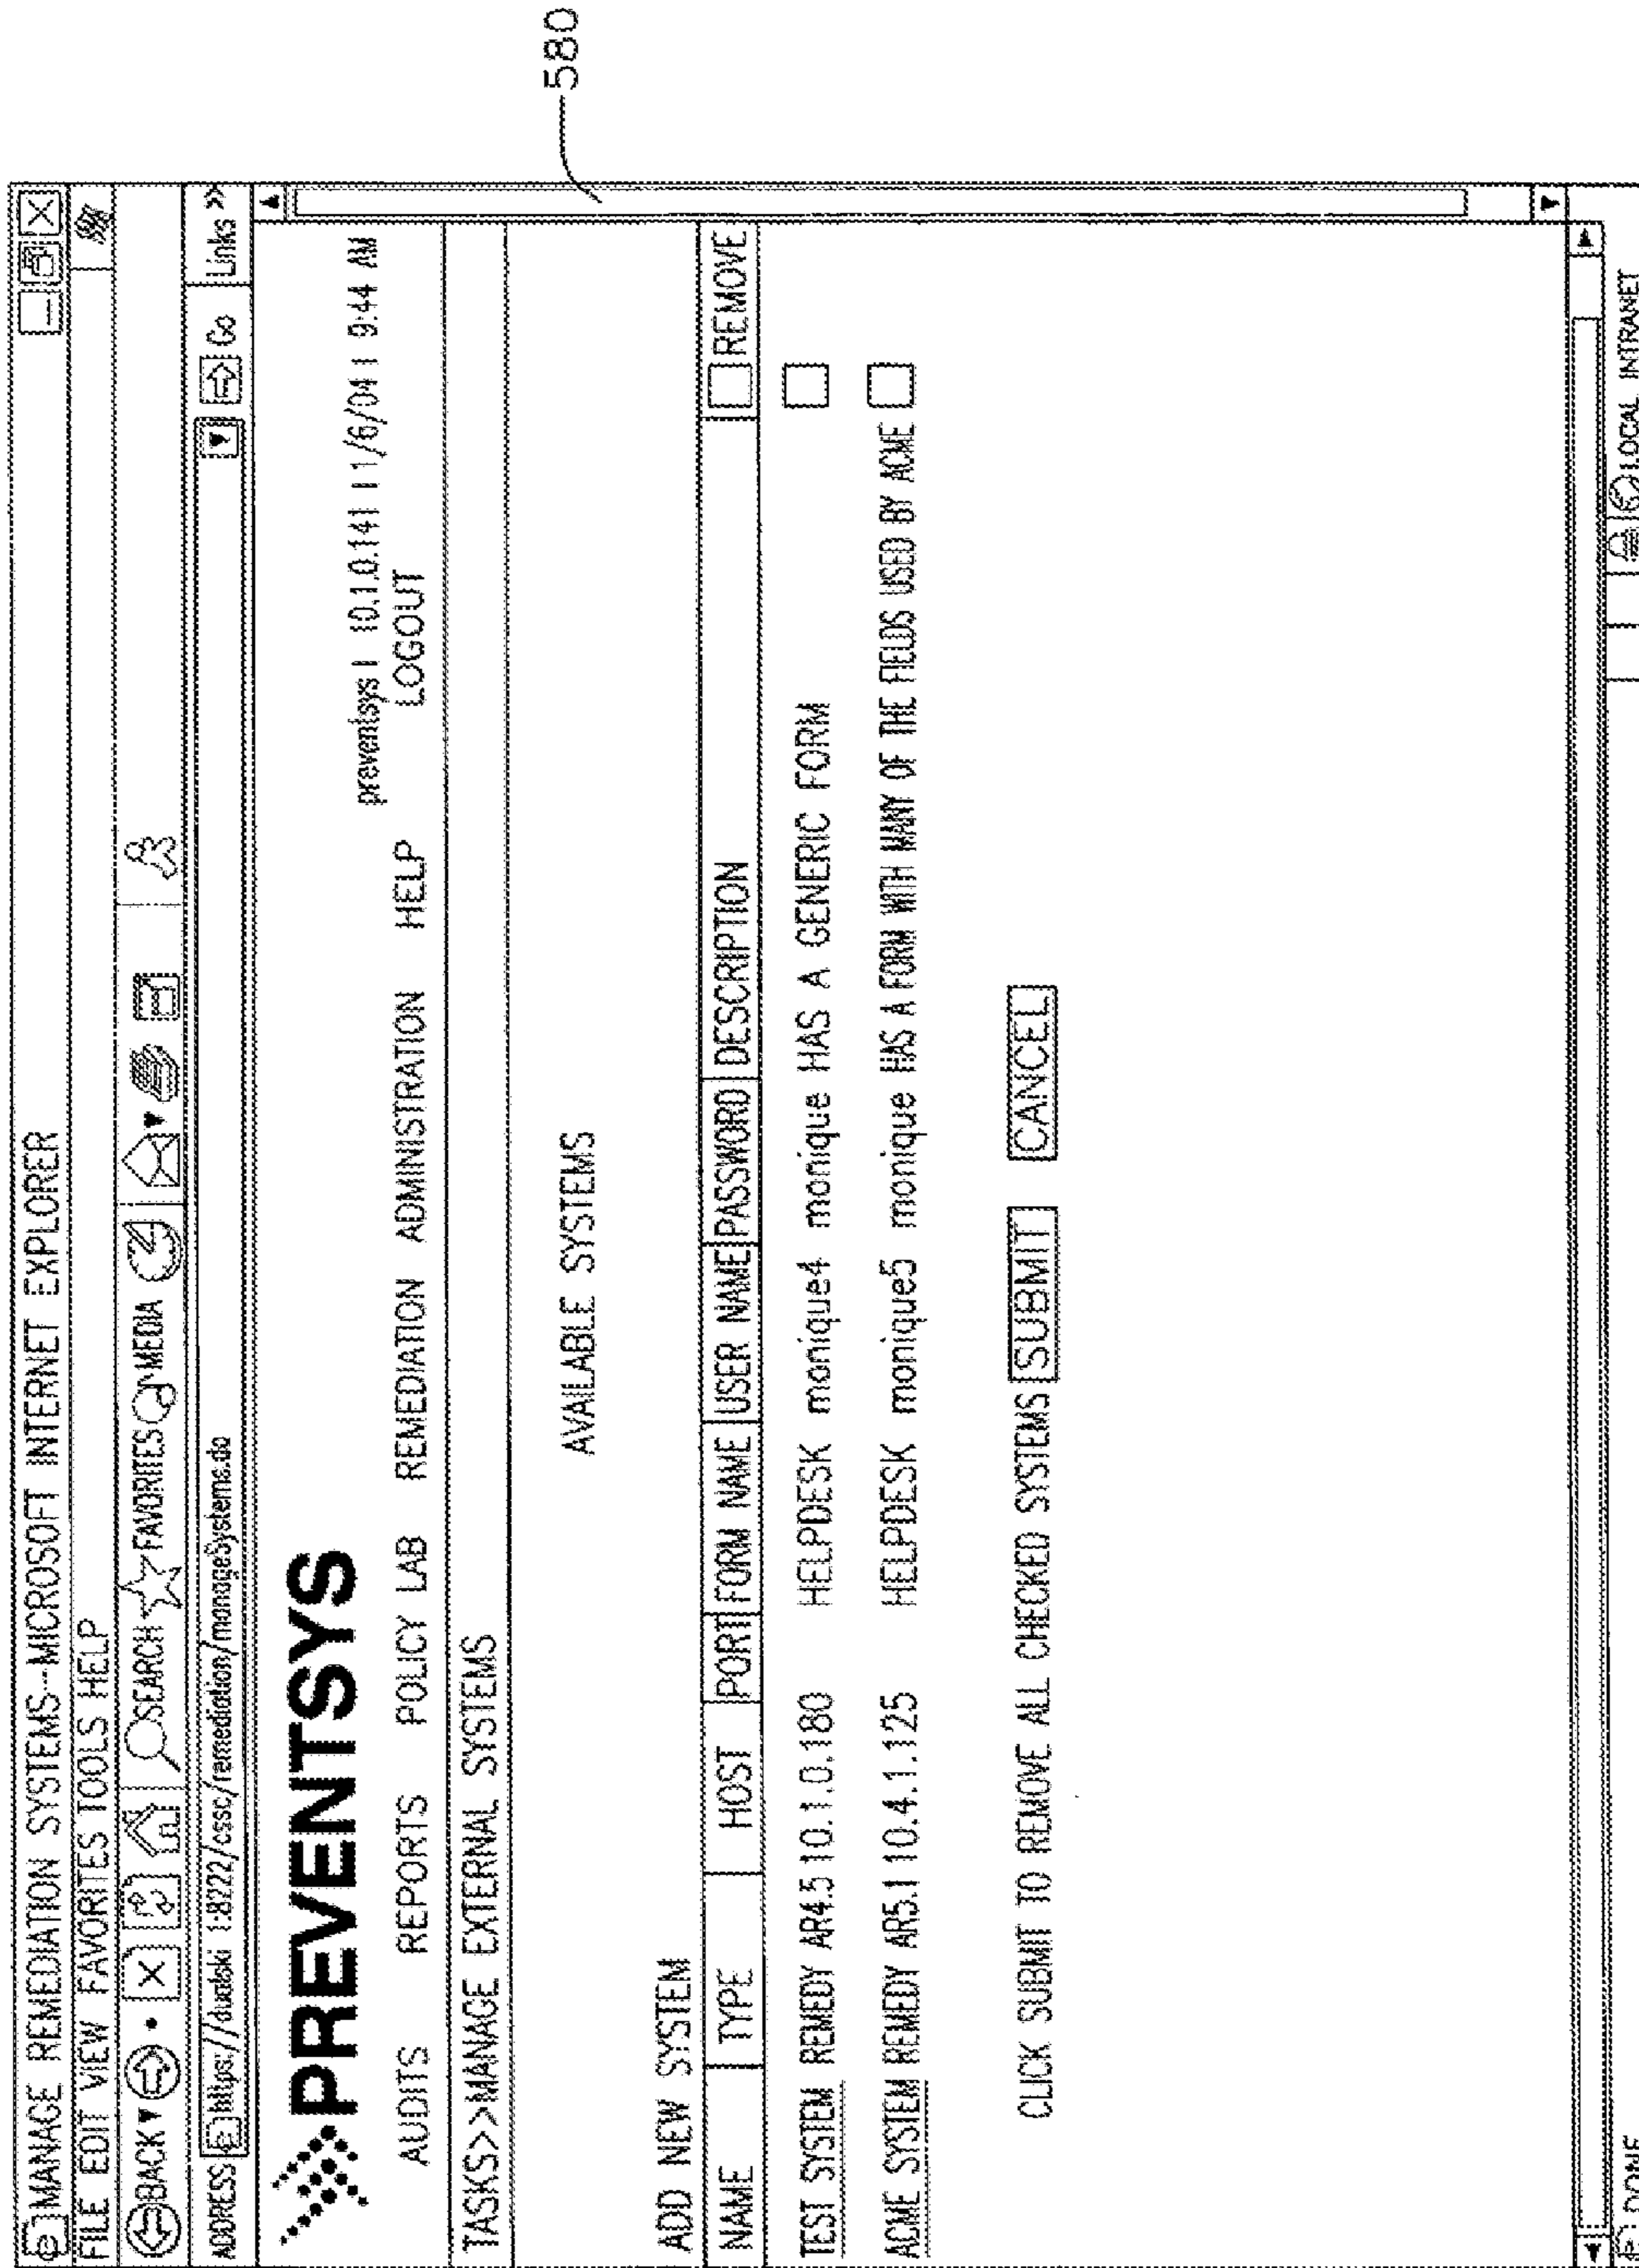 MANAGE REMEDIATION SYSTEMS--MICROSOFT INTERNET EXPLORER
FILE EDIT VIEW FAVORITES TOOLS HELP
BACK SEARCH FAVORITES MEDIA
ADDRESS https://dualski 1:8222/cssc/remediation/manageSystems.do Go Links >>
PREVENTSYS
preventsys | 10.1.0.141 | 1/6/04 | 9:44 AM
AUDITS REPORTS POLICY LAB REMEDIATION ADMINISTRATION HELP LOGOUT
TASKS>>MANAGE EXTERNAL SYSTEMS
580
AVAILABLE SYSTEMS
ADD NEW SYSTEM
NAME TYPE HOST PORT FORM NAME USER NAME PASSWORD DESCRIPTION REMOVE
TEST SYSTEM REMEDY AR4.5 10.1.0.180 HELPDESK monique4 monique HAS A GENERIC FORM
ACME SYSTEM REMEDY AR5.1 10.4.1.125 HELPDESK monique5 monique HAS A FORM WITH MANY OF THE FIELDS USED BY ACME
CLICK SUBMIT TO REMOVE ALL CHECKED SYSTEMS SUBMIT CANCEL
DONE LOCAL INTRANET